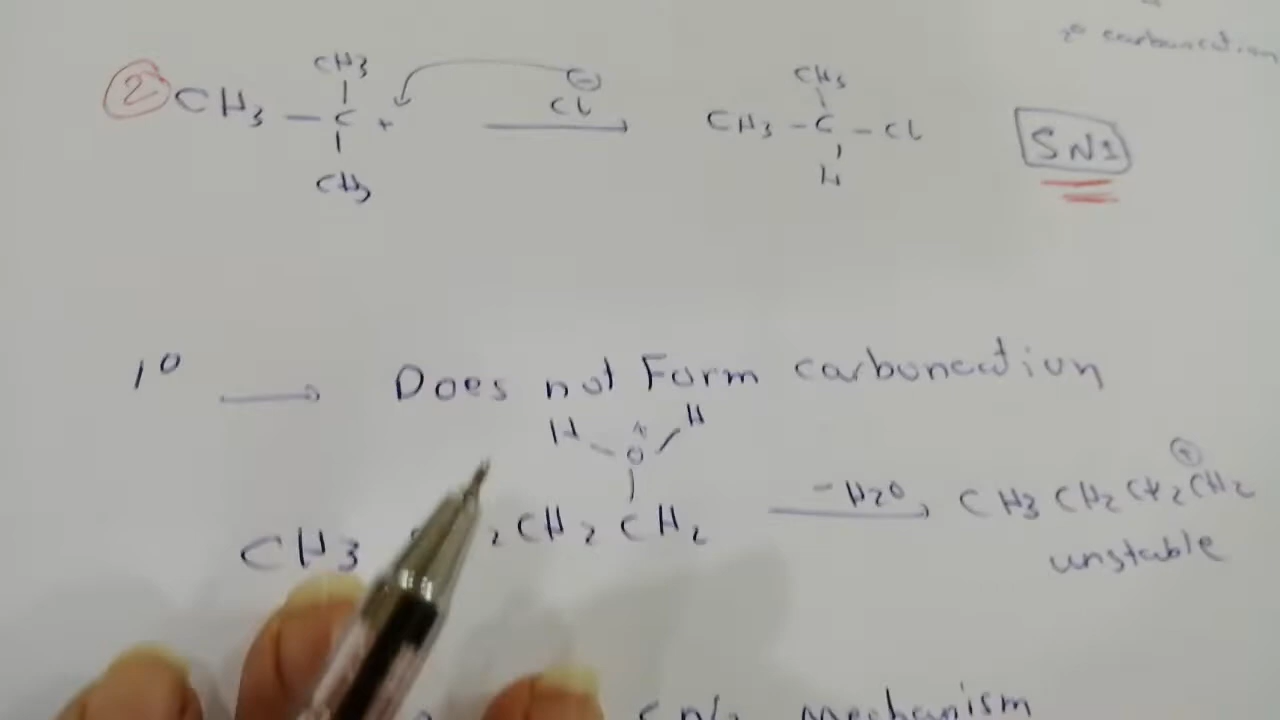 2° carbocation
CH3
② CH3 – C + Cl ⊖ → CH3 – C – Cl
CH3
CH3
H
SN1
1° → Does not Form carbocation
H – O+ – H
CH3 2 CH2 CH2 – H2O → CH3 CH2 CH2 CH2 ⊕
unstable
Mechanism